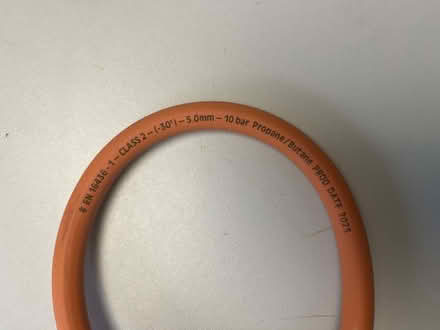 # EN 16436 - 1 - CLASS 2 - (-30°) - 5.0mm - 10 bar Propane/Butane PROD DATE 2021